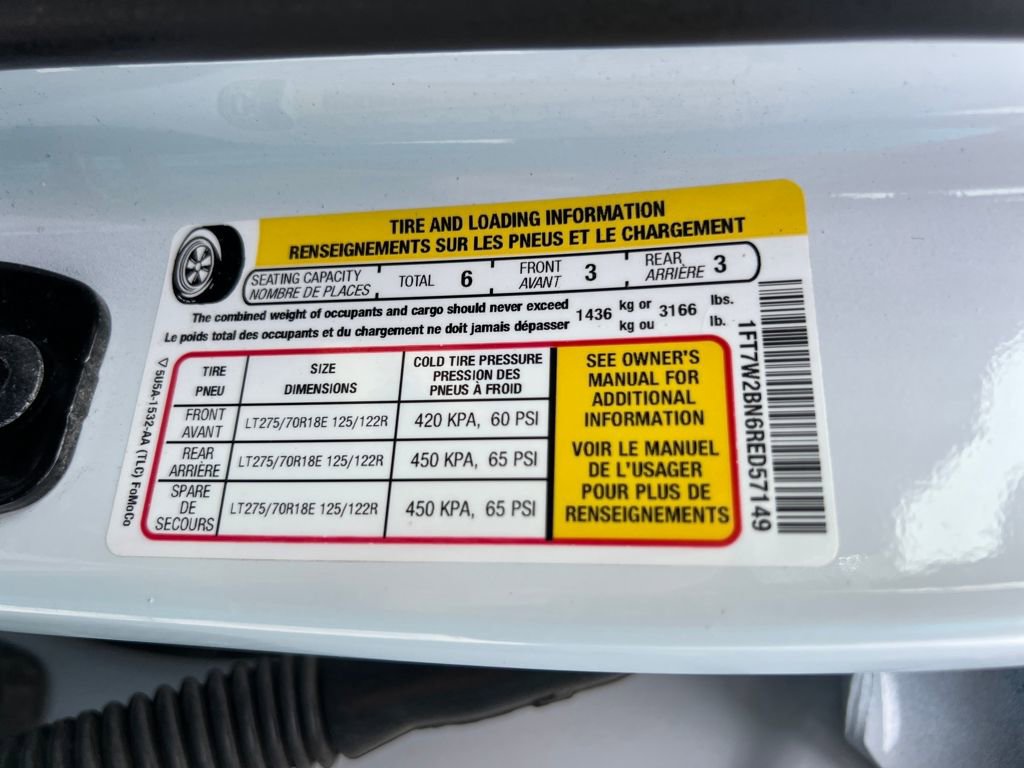 TIRE AND LOADING INFORMATION
RENSEIGNEMENTS SUR LES PNEUS ET LE CHARGEMENT
SEATING CAPACITY
NOMBRE DE PLACES
TOTAL 6
FRONT
AVANT 3
REAR
ARRIÈRE 3
The combined weight of occupants and cargo should never exceed 1436 kg or 3166 lbs.
Le poids total des occupants et du chargement ne doit jamais dépasser kg ou lb.
TIRE
PNEU
SIZE
DIMENSIONS
COLD TIRE PRESSURE
PRESSION DES
PNEUS À FROID
FRONT
AVANT
LT275/70R18E 125/122R
420 KPA, 60 PSI
REAR
ARRIÈRE
LT275/70R18E 125/122R
450 KPA, 65 PSI
SPARE
DE
SECOURS
LT275/70R18E 125/122R
450 KPA, 65 PSI
SEE OWNER'S
MANUAL FOR
ADDITIONAL
INFORMATION
VOIR LE MANUEL
DE L'USAGER
POUR PLUS DE
RENSEIGNEMENTS
1FT7W2BN6RED57149
5U5A-1532-AA (TLC) FoMoCo